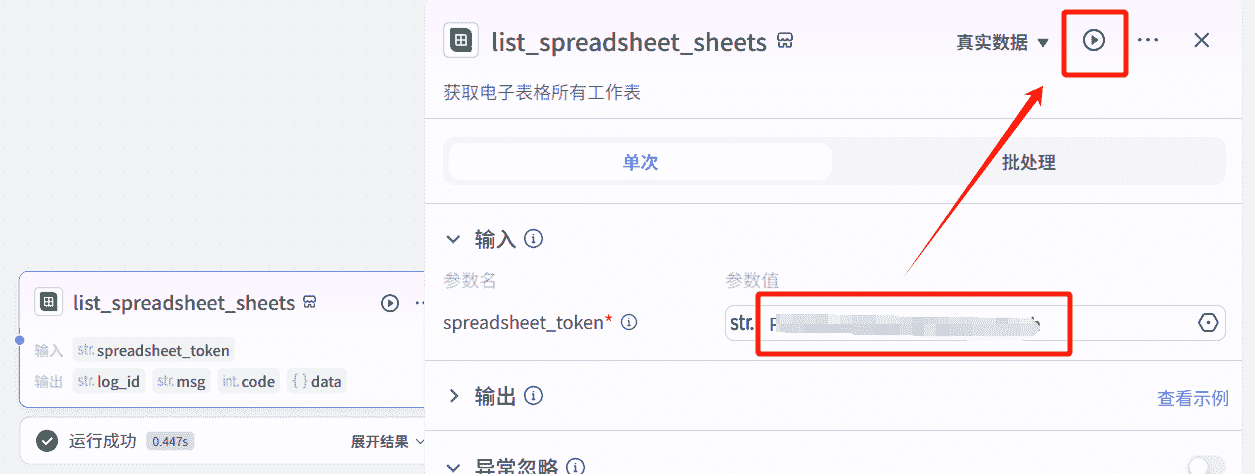 list_spreadsheet_sheets
真实数据
获取电子表格所有工作表
单次 批处理
输入
参数名 参数值
spreadsheet_token* str.
输出 查看示例
异常忽略
list_spreadsheet_sheets
输入 str. spreadsheet_token
输出 str. log_id str. msg int. code { } data
运行成功 0.447s 展开结果